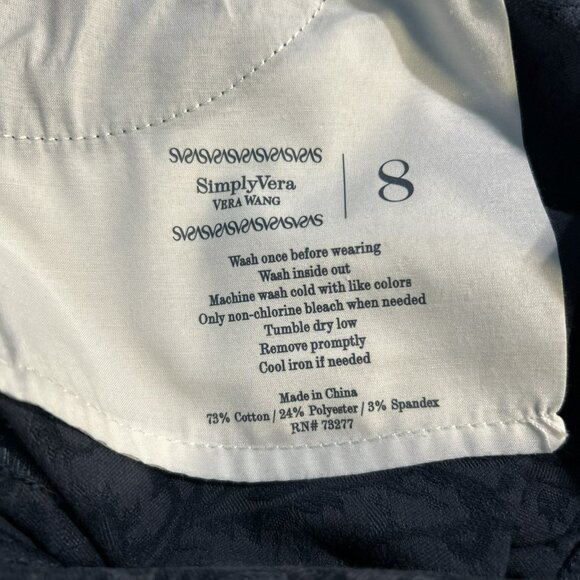 SVASVASVASVASVASVAS
SimplyVera
VERA WANG
8
SVASVASVASVASVASVAS
Wash once before wearing
Wash inside out
Machine wash cold with like colors
Only non-chlorine bleach when needed
Tumble dry low
Remove promptly
Cool iron if needed
Made in China
73% Cotton / 24% Polyester / 3% Spandex
RN# 73277